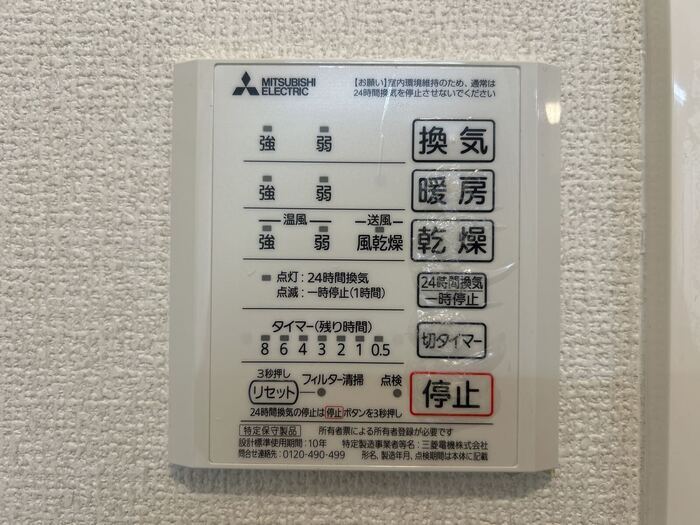 MITSUBISHI
ELECTRIC
【お願い】室内環境維持のため、通常は
24時間換気を停止させないでください
強 弱 換気
強 弱 暖房
温風 送風
強 弱 風乾燥 乾燥
点灯：24時間換気
点滅：一時停止(1時間)
24時間換気
一時停止
タイマー(残り時間)
8 6 4 3 2 1 0.5
切タイマー
3秒押し
リセット フィルター清掃 点検 停止
24時間換気の停止は停止ボタンを3秒押し
特定保守製品 所有者票による所有者登録が必要です
設計標準使用期間：10年 特定製造事業者等名：三菱電機株式会社
問合せ連絡先：0120-490-499 形名、製造年月、点検期間は本体に記載